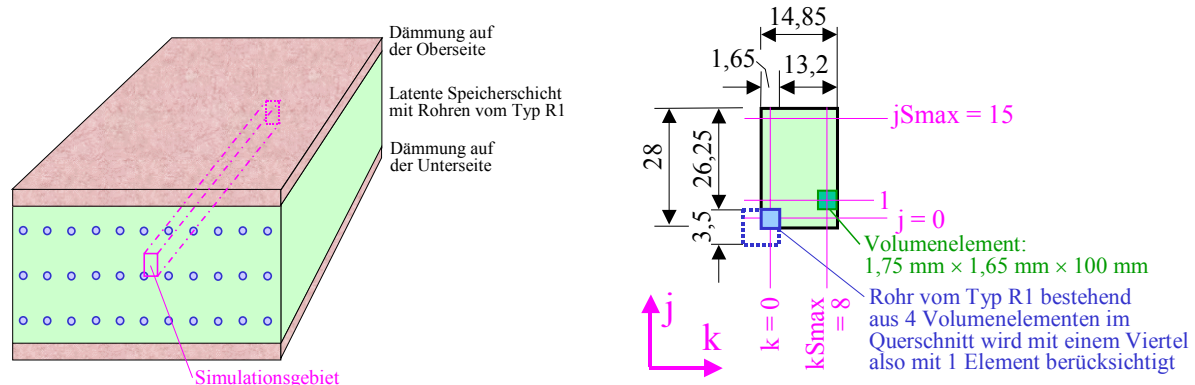 Dämmung auf
der Oberseite
Latente Speicherschicht
mit Rohren vom Typ R1
Dämmung auf
der Unterseite
Simulationsgebiet
14,85
1,65
13,2
jSmax = 15
28
26,25
3,5
1
j = 0
Volumenelement:
1,75 mm × 1,65 mm × 100 mm
Rohr vom Typ R1 bestehend
aus 4 Volumenelementen im
Querschnitt wird mit einem Viertel
also mit 1 Element berücksichtigt
k = 0
kSmax
= 8
j
k